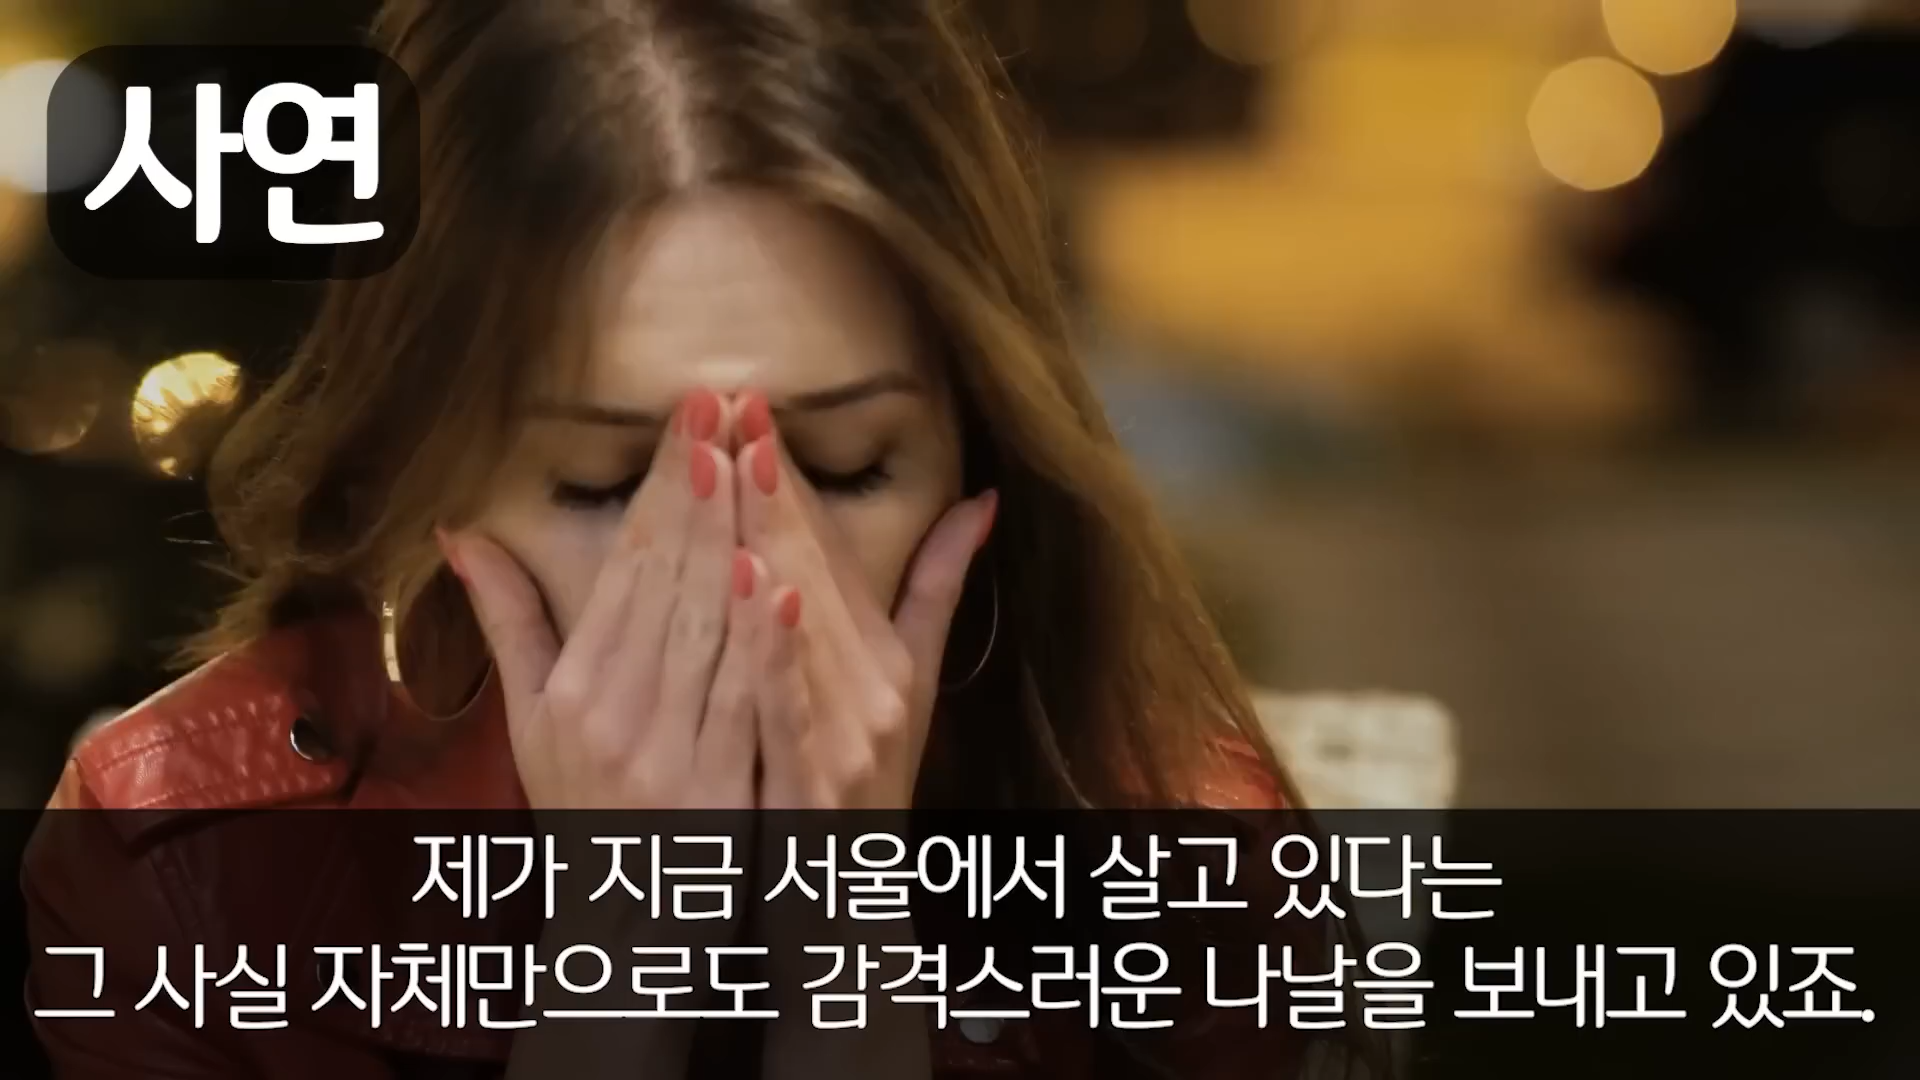 사연
제가 지금 서울에서 살고 있다는
그 사실 자체만으로도 감격스러운 나날을 보내고 있죠.